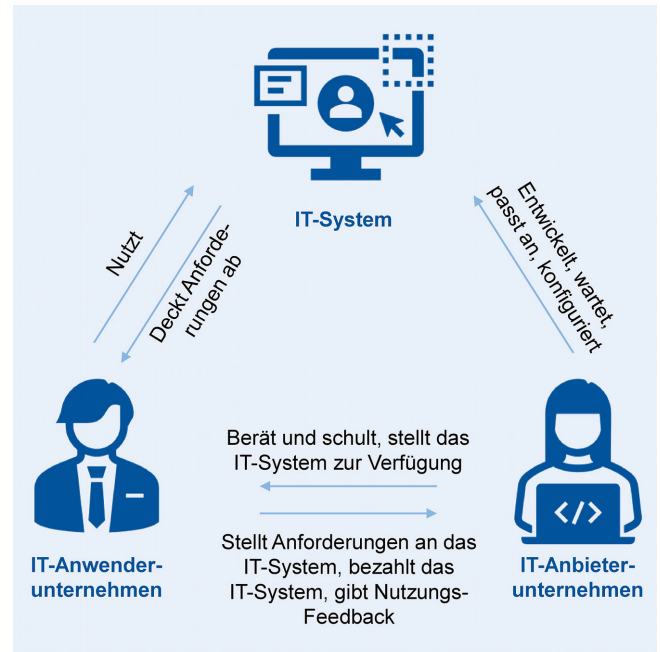 IT-System
Nutzt
Deckt Anforde-
rungen ab
Entwickelt, wartet,
passt an, konfiguriert
Berät und schult, stellt das
IT-System zur Verfügung
Stellt Anforderungen an das
IT-System, bezahlt das
IT-System, gibt Nutzungs-
Feedback
IT-Anwender-
unternehmen
</>
IT-Anbieter-
unternehmen